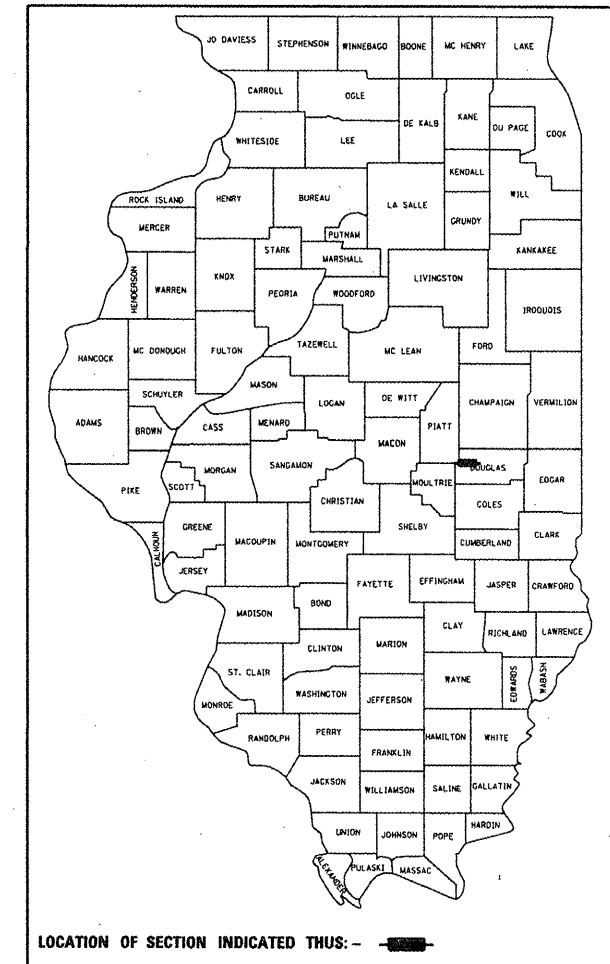 JO DAVIESS STEPHENSON WINNEBAGO BOONE MC HENRY LAKE
CARROLL OGLE DE KALB KANE DU PAGE COOK
WHITESIDE LEE
KENDALL WILL
ROCK ISLAND HENRY BUREAU LA SALLE GRUNDY
MERCER PUTNAM
STARK MARSHALL KANKAKEE
HENDERSON WARREN KNOX PEORIA WOODFORD LIVINGSTON IROQUOIS
HANCOCK MC DONOUGH FULTON TAZEWELL MC LEAN FORD
MASON
SCHUYLER LOGAN DE WITT CHAMPAIGN VERMILION
ADAMS BROWN CASS MENARD MACON PIATT
PIKE SCOTT MORGAN SANGAMON MOULTRIE DOUGLAS EDGAR
CHRISTIAN COLES
CALHOUN GREENE MACOUPIN MONTGOMERY SHELBY CUMBERLAND CLARK
JERSEY FAYETTE EFFINGHAM JASPER CRAWFORD
MADISON BOND
CLINTON MARION CLAY RICHLAND LAWRENCE
ST. CLAIR WASHINGTON JEFFERSON WAYNE EDWARDS WABASH
MONROE
RANDOLPH PERRY FRANKLIN HAMILTON WHITE
JACKSON WILLIAMSON SALINE GALLATIN
UNION JOHNSON POPE HARDIN
ALEXANDER PULASKI MASSAC
LOCATION OF SECTION INDICATED THUS: -